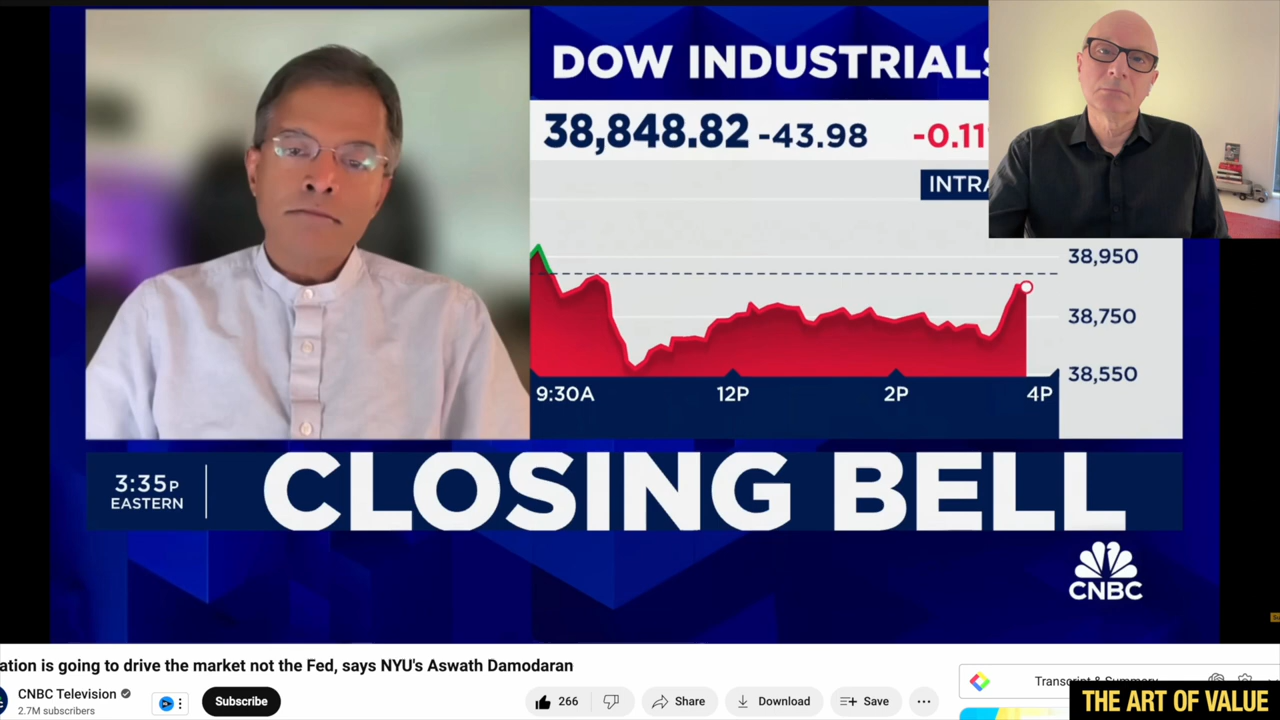 DOW INDUSTRIALS
38,848.82 -43.98 -0.11
INTRA
38,950
38,750
38,550
9:30A 12P 2P 4P
3:35P
EASTERN
CLOSING BELL
CNBC
ation is going to drive the market not the Fed, says NYU's Aswath Damodaran
CNBC Television
2.7M subscribers
Subscribe
266
Share
Download
Save
Transcript & Summary
THE ART OF VALUE